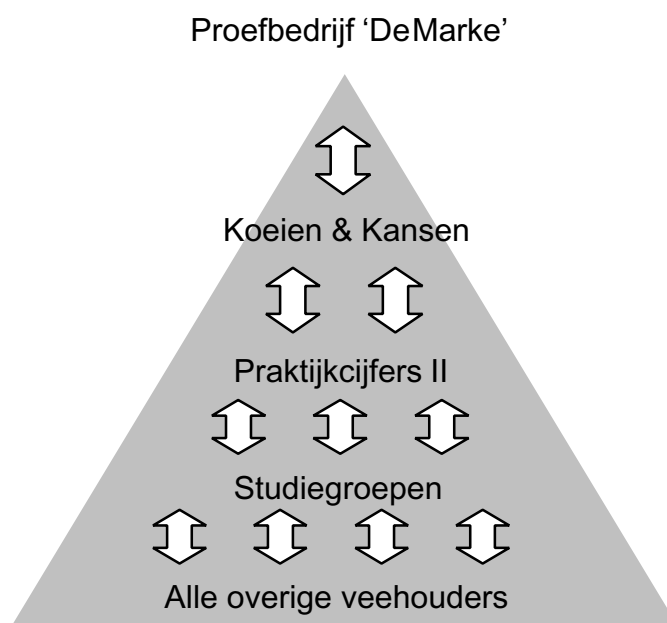 Proefbedrijf ‘DeMarke’
Koeien & Kansen
Praktijkcijfers II
Studiegroepen
Alle overige veehouders